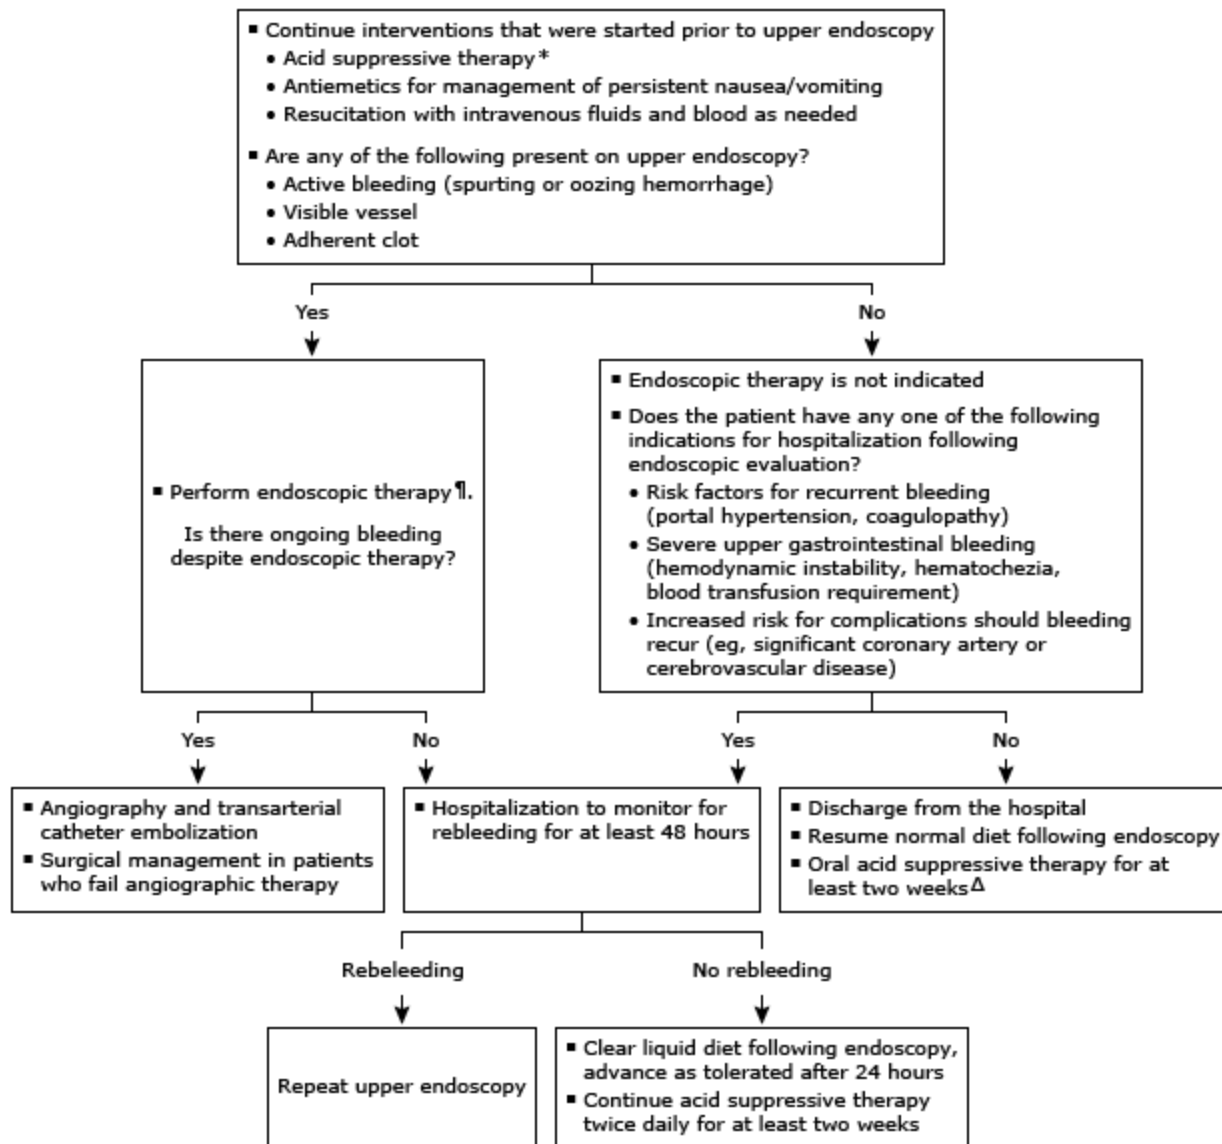 ▪ Continue interventions that were started prior to upper endoscopy
• Acid suppressive therapy*
• Antiemetics for management of persistent nausea/vomiting
• Resucitation with intravenous fluids and blood as needed
▪ Are any of the following present on upper endoscopy?
• Active bleeding (spurting or oozing hemorrhage)
• Visible vessel
• Adherent clot
Yes
No
▪ Perform endoscopic therapy¶.
Is there ongoing bleeding
despite endoscopic therapy?
▪ Endoscopic therapy is not indicated
▪ Does the patient have any one of the following
indications for hospitalization following
endoscopic evaluation?
• Risk factors for recurrent bleeding
(portal hypertension, coagulopathy)
• Severe upper gastrointestinal bleeding
(hemodynamic instability, hematochezia,
blood transfusion requirement)
• Increased risk for complications should bleeding
recur (eg, significant coronary artery or
cerebrovascular disease)
Yes
No
Yes
No
▪ Angiography and transarterial
catheter embolization
▪ Surgical management in patients
who fail angiographic therapy
▪ Hospitalization to monitor for
rebleeding for at least 48 hours
▪ Discharge from the hospital
▪ Resume normal diet following endoscopy
▪ Oral acid suppressive therapy for at
least two weeksΔ
Rebeleeding
No rebleeding
Repeat upper endoscopy
▪ Clear liquid diet following endoscopy,
advance as tolerated after 24 hours
▪ Continue acid suppressive therapy
twice daily for at least two weeks